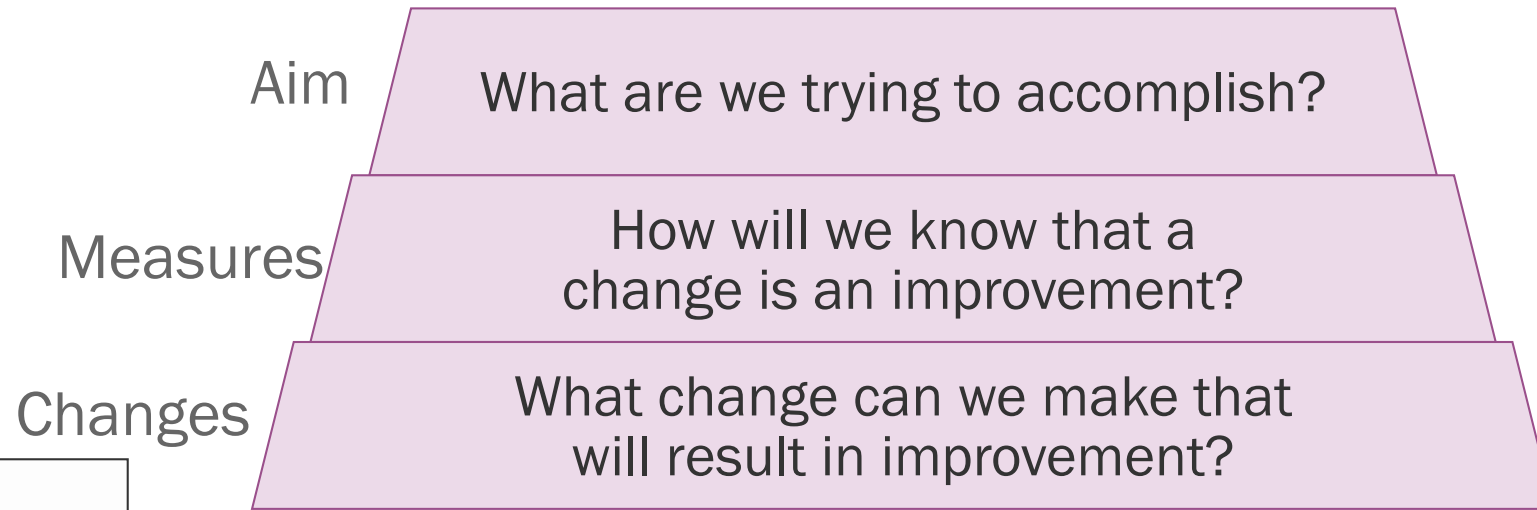 Aim
What are we trying to accomplish?
Measures
How will we know that a
change is an improvement?
Changes
What change can we make that
will result in improvement?